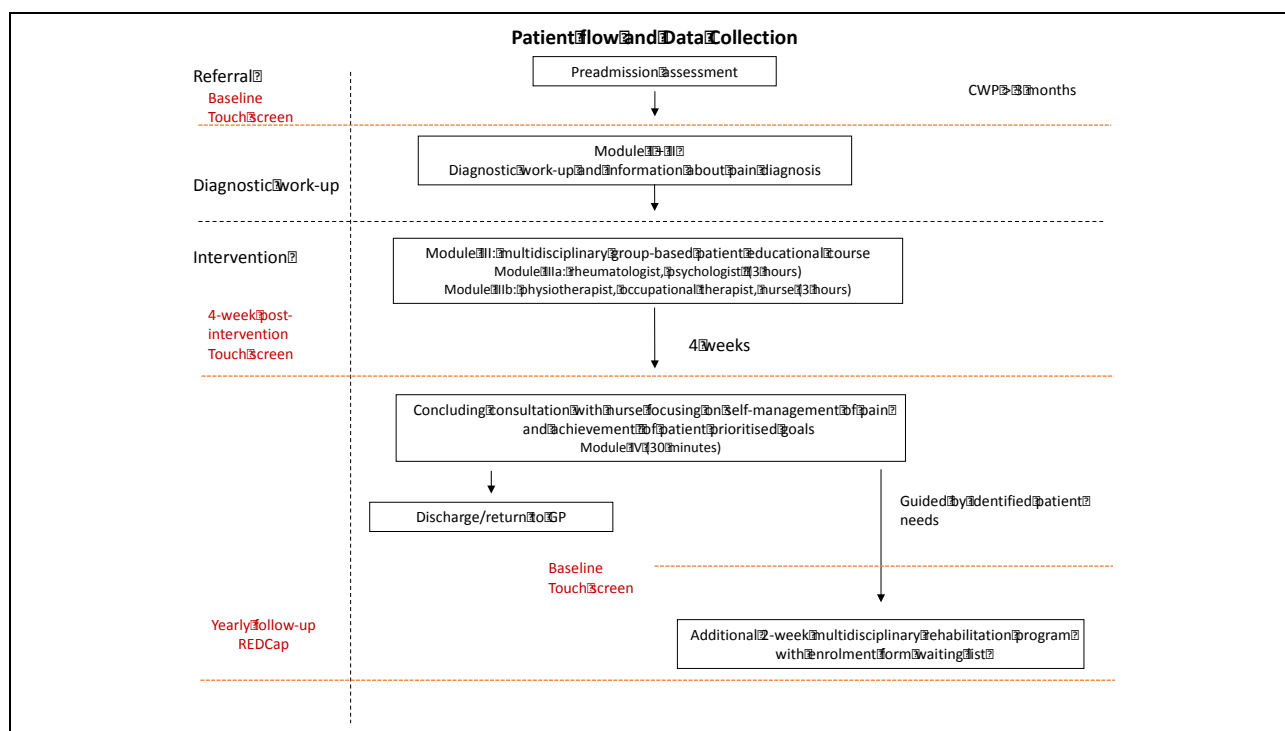 Patient flow and Data Collection
Referral
Preadmission assessment
CWP > 3 months
Baseline
Touch screen
Module I + II
Diagnostic work-up and information about pain diagnosis
Diagnostic work-up
Intervention
Module III: multidisciplinary group-based patient educational course
Module IIIa: rheumatologist, psychologist (3 hours)
Module IIIb: physiotherapist, occupational therapist, nurse (3 hours)
4-week post-
intervention
Touch screen
4 weeks
Concluding consultation with nurse focusing on self-management of pain
and achievement of patient prioritised goals
Module IV (30 minutes)
Discharge/return to GP
Guided by identified patient
needs
Baseline
Touch screen
Yearly follow-up
REDCap
Additional 2-week multidisciplinary rehabilitation program
with enrolment form waiting list